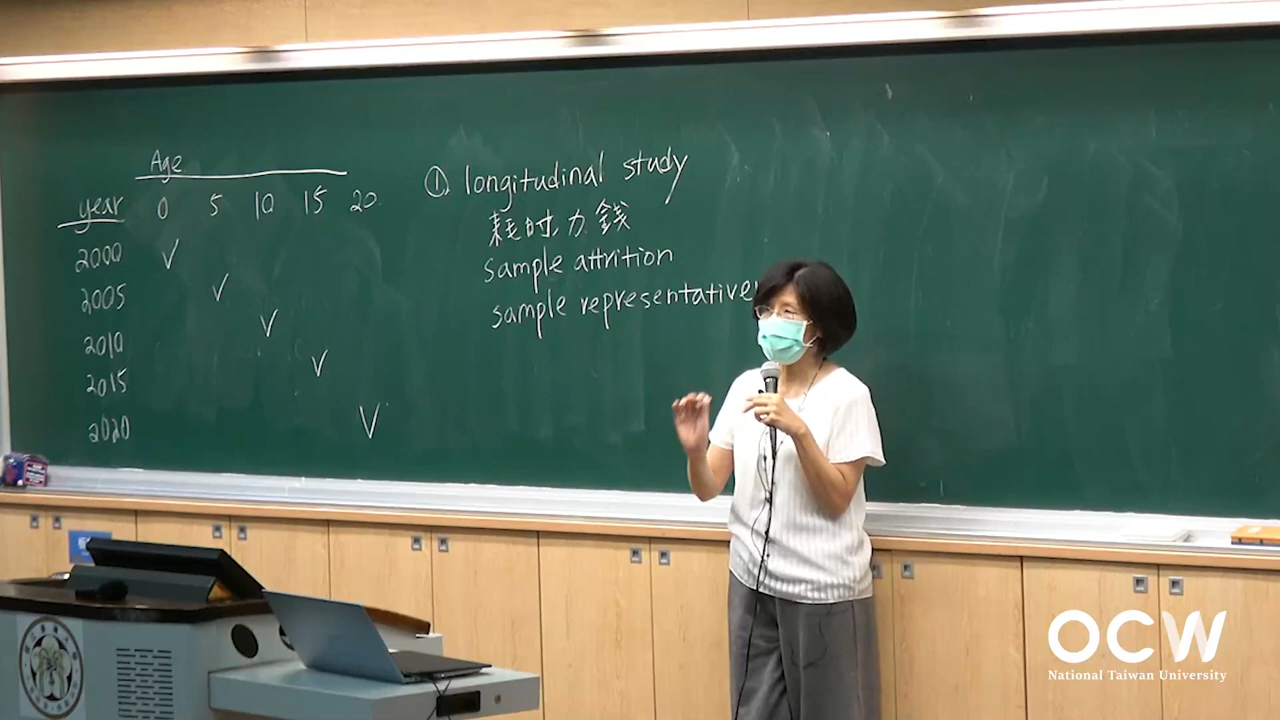 Age
year 0 5 10 15 20
2000 ✓
2005 ✓
2010 ✓
2015 ✓
2020 ✓
① longitudinal study
耗时力錢
sample attrition
sample representative
OCW
National Taiwan University